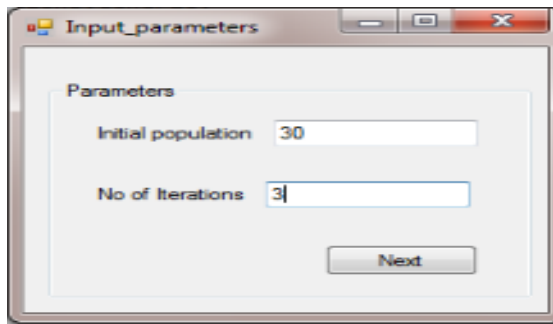 Input_parameters
Parameters
Initial population 30
No of Iterations 3
Next